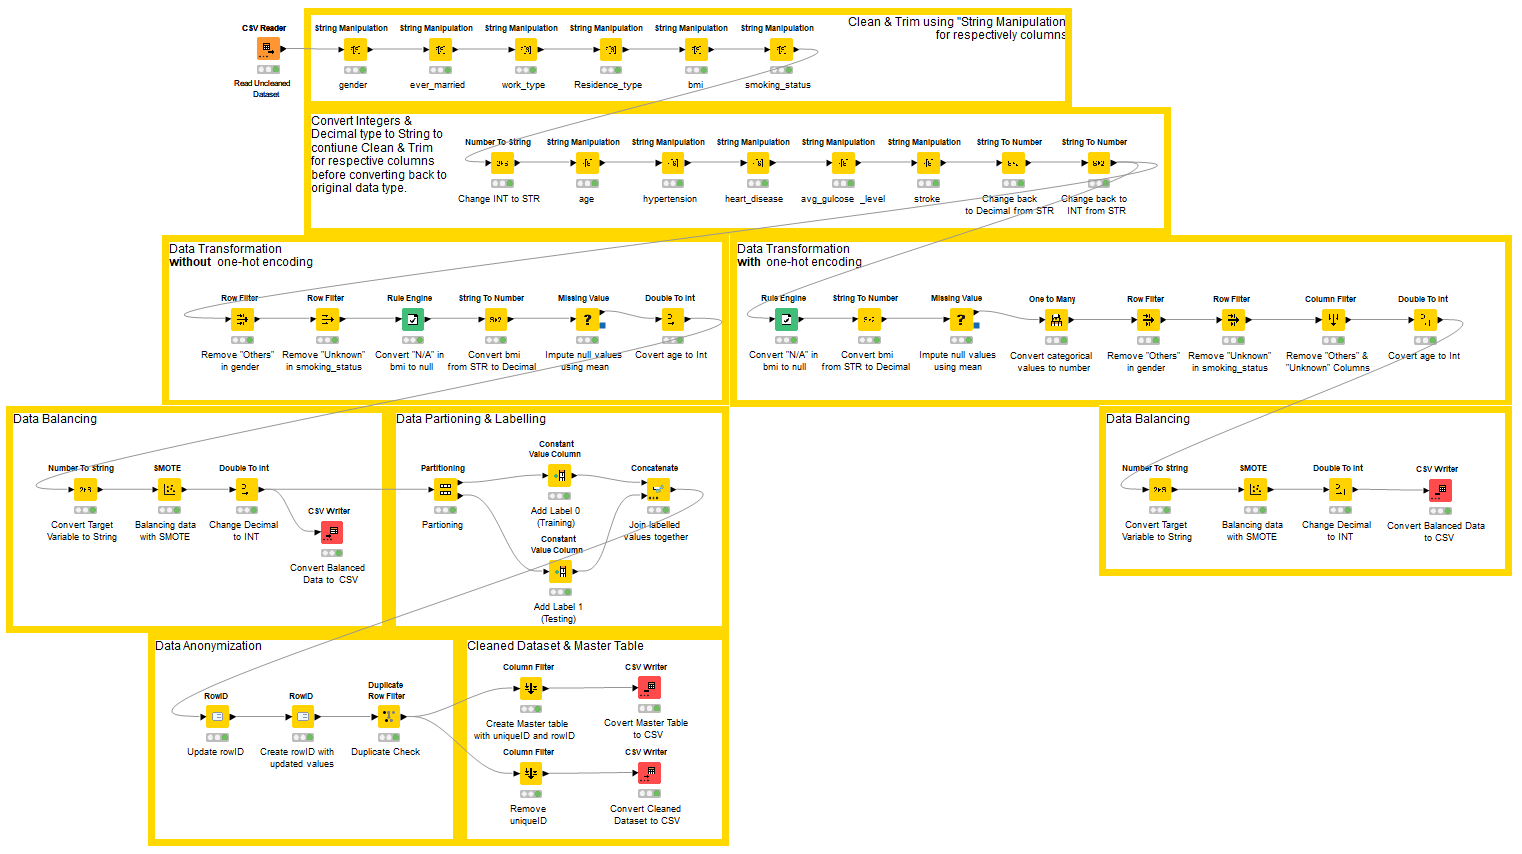 Clean & Trim using "String Manipulation
for respectively columns
CSV Reader
Read Uncleaned
Dataset
String Manipulation
gender
String Manipulation
ever_married
String Manipulation
work_type
String Manipulation
Residence_type
String Manipulation
bmi
String Manipulation
smoking_status
Convert Integers &
Decimal type to String to
contiune Clean & Trim
for respective columns
before converting back to
original data type.
Number To String
Change INT to STR
String Manipulation
age
String Manipulation
hypertension
String Manipulation
heart_disease
String Manipulation
avg_gulcose _level
String Manipulation
stroke
String To Number
Change back
to Decimal from STR
String To Number
Change back to
INT from STR
Data Transformation
without one-hot encoding
Row Filter
Remove "Others"
in gender
Row Filter
Remove "Unknown"
in smoking_status
Rule Engine
Convert "N/A" in
bmi to null
String To Number
Convert bmi
from STR to Decimal
Missing Value
Impute null values
using mean
Double To Int
Covert age to Int
Data Transformation
with one-hot encoding
Rule Engine
Convert "N/A" in
bmi to null
String To Number
Convert bmi
from STR to Decimal
Missing Value
Impute null values
using mean
One to Many
Convert categorical
values to number
Row Filter
Remove "Others"
in gender
Row Filter
Remove "Unknown"
in smoking_status
Column Filter
Remove "Others" &
"Unknown" Columns
Double To Int
Covert age to Int
Data Balancing
Number To String
Convert Target
Variable to String
SMOTE
Balancing data
with SMOTE
Double To Int
Change Decimal
to INT
CSV Writer
Convert Balanced
Data to CSV
Data Partioning & Labelling
Partitioning
Partioning
Constant
Value Column
Add Label 0
(Training)
Constant
Value Column
Add Label 1
(Testing)
Concatenate
Join labelled
values together
Data Balancing
Number To String
Convert Target
Variable to String
SMOTE
Balancing data
with SMOTE
Double To Int
Change Decimal
to INT
CSV Writer
Convert Balanced Data
to CSV
Data Anonymization
RowID
Update rowID
RowID
Create rowID with
updated values
Duplicate
Row Filter
Duplicate Check
Cleaned Dataset & Master Table
Column Filter
Create Master table
with uniqueID and rowID
CSV Writer
Covert Master Table
to CSV
Column Filter
Remove
uniqueID
CSV Writer
Convert Cleaned
Dataset to CSV